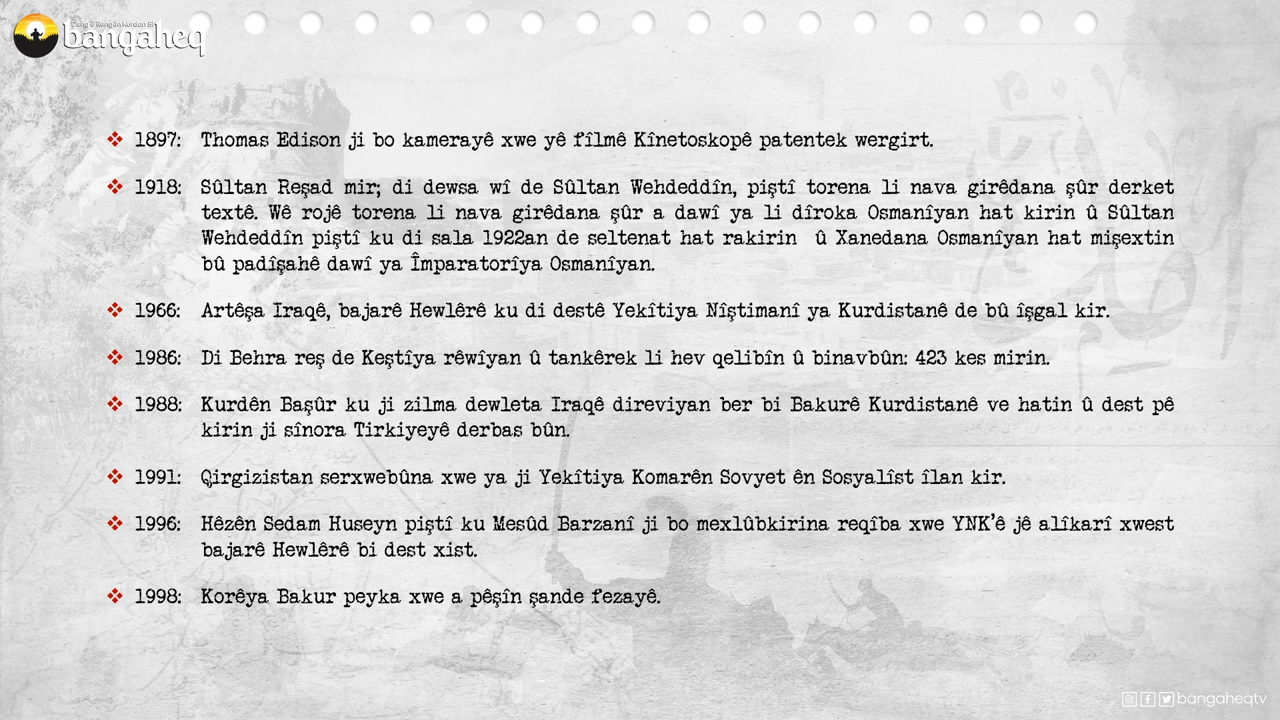 Deng û Rengên Kurdan Bi
bangaheq
❖ 1897: Thomas Edison ji bo kamerayê xwe yê fîlmê Kînetoskopê patentek wergirt.
❖ 1918: Sûltan Reşad mir; di dewsa wî de Sûltan Wehdeddîn, piştî torena li nava girêdana şûr derket
textê. Wê rojê torena li nava girêdana şûr a dawî ya li dîroka Osmanîyan hat kirin û Sûltan
Wehdeddîn piştî ku di sala 1922an de seltenat hat rakirin û Xanedana Osmanîyan hat mişextin
bû padîşahê dawî ya Împaratorîya Osmanîyan.
❖ 1966: Artêşa Iraqê, bajarê Hewlêrê ku di destê Yekîtiya Nîştimanî ya Kurdistanê de bû îşgal kir.
❖ 1986: Di Behra reş de Keştîya rêwîyan û tankêrek li hev qelibîn û binavbûn: 423 kes mirin.
❖ 1988: Kurdên Başûr ku ji zilma dewleta Iraqê direviyan ber bi Bakurê Kurdistanê ve hatin û dest pê
kirin ji sînora Tirkiyeyê derbas bûn.
❖ 1991: Qirgizistan serxwebûna xwe ya ji Yekîtiya Komarên Sovyet ên Sosyalîst îlan kir.
❖ 1996: Hêzên Sedam Huseyn piştî ku Mesûd Barzanî ji bo mexlûbkirina reqîba xwe YNK'ê jê alîkarî xwest
bajarê Hewlêrê bi dest xist.
❖ 1998: Korêya Bakur peyka xwe a pêşîn şande fezayê.
bangaheqtv